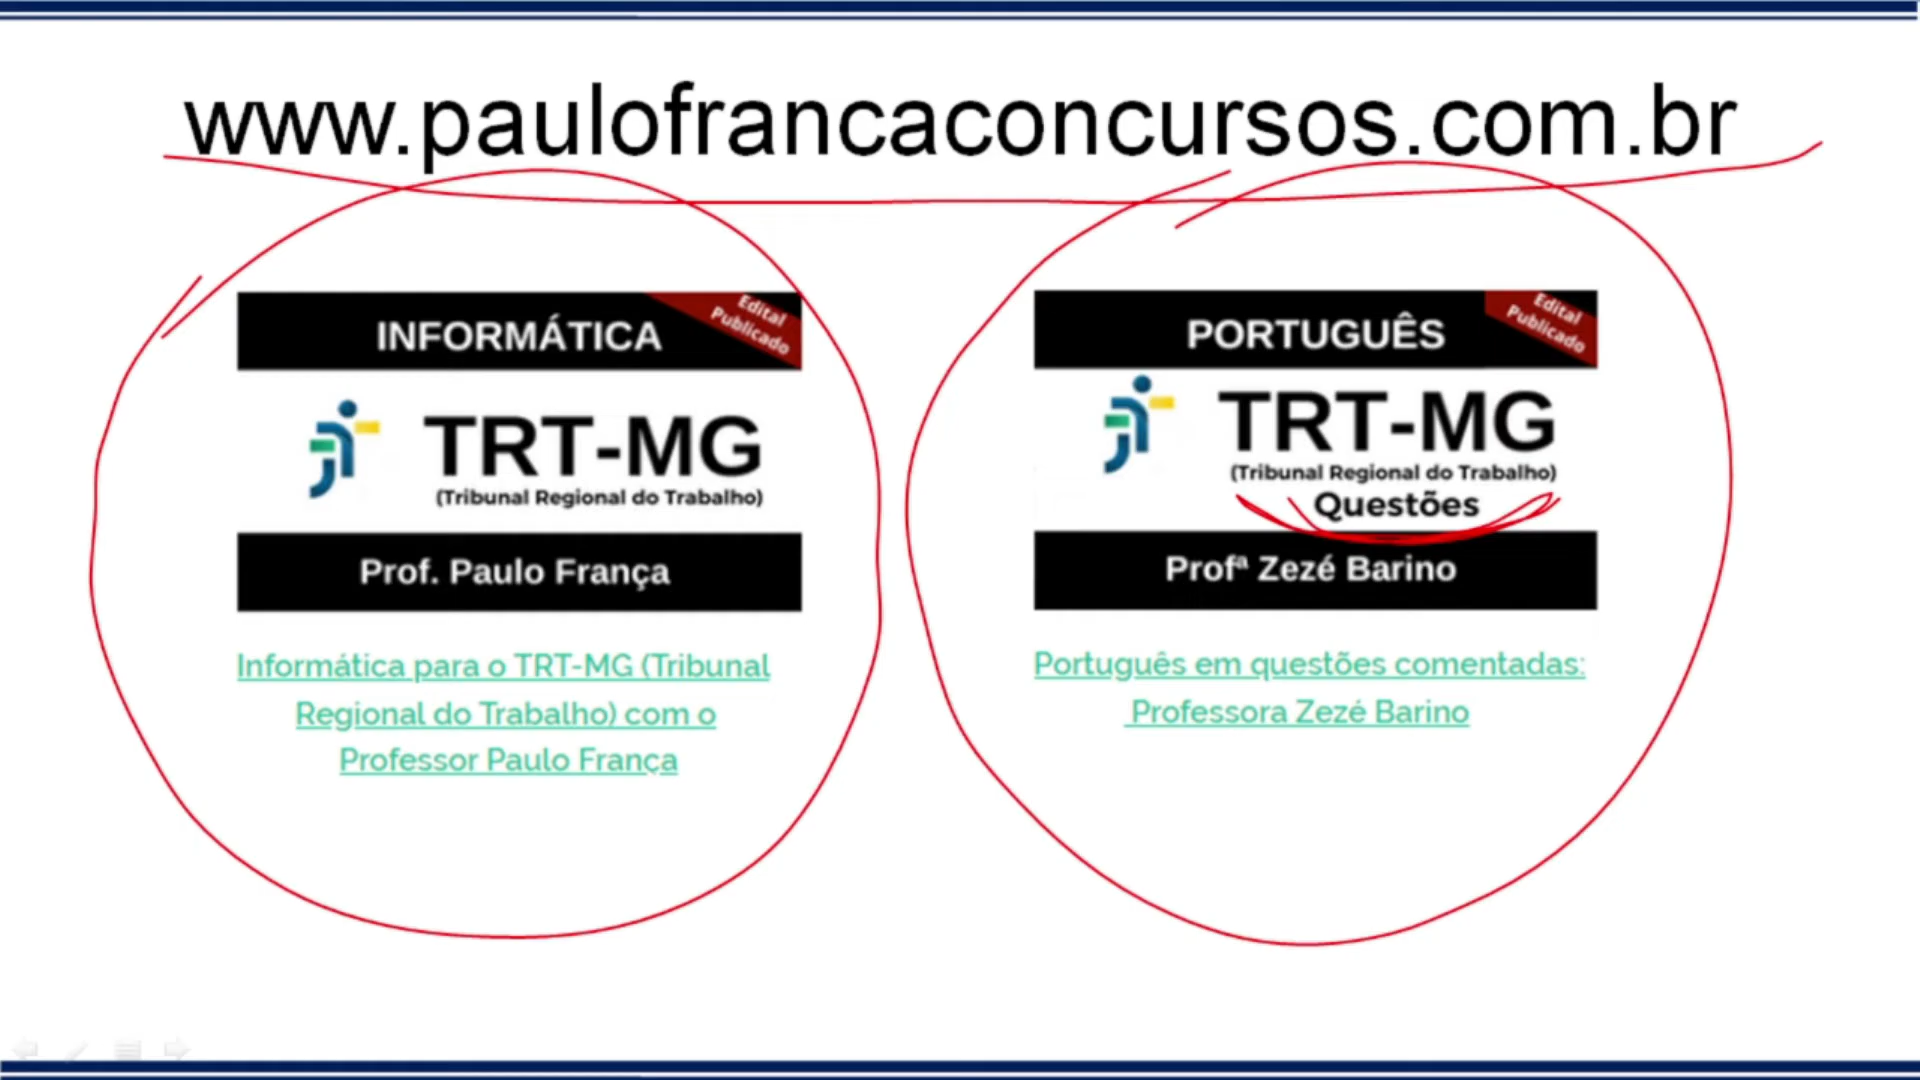 www.paulofrancaconcursos.com.br
INFORMÁTICA
Edital
Publicado
TRT-MG
(Tribunal Regional do Trabalho)
Prof. Paulo França
Informática para o TRT-MG (Tribunal
Regional do Trabalho) com o
Professor Paulo França
PORTUGUÊS
Edital
Publicado
TRT-MG
(Tribunal Regional do Trabalho)
Questões
Profª Zezé Barino
Português em questões comentadas:
Professora Zezé Barino